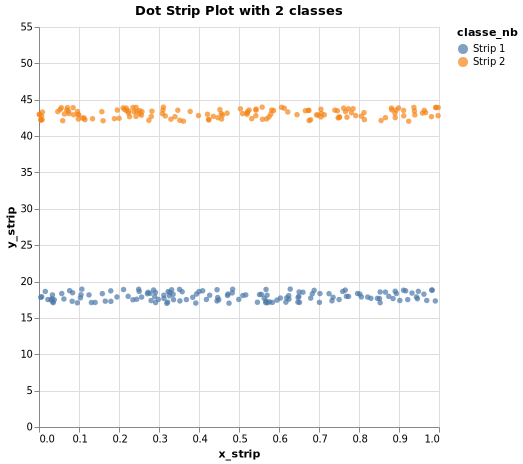 Dot Strip Plot with 2 classes
classe_nb
Strip 1
Strip 2
55
50
45
40
35
30
25
20
15
10
5
0
y_strip
0.0 0.1 0.2 0.3 0.4 0.5 0.6 0.7 0.8 0.9 1.0
x_strip